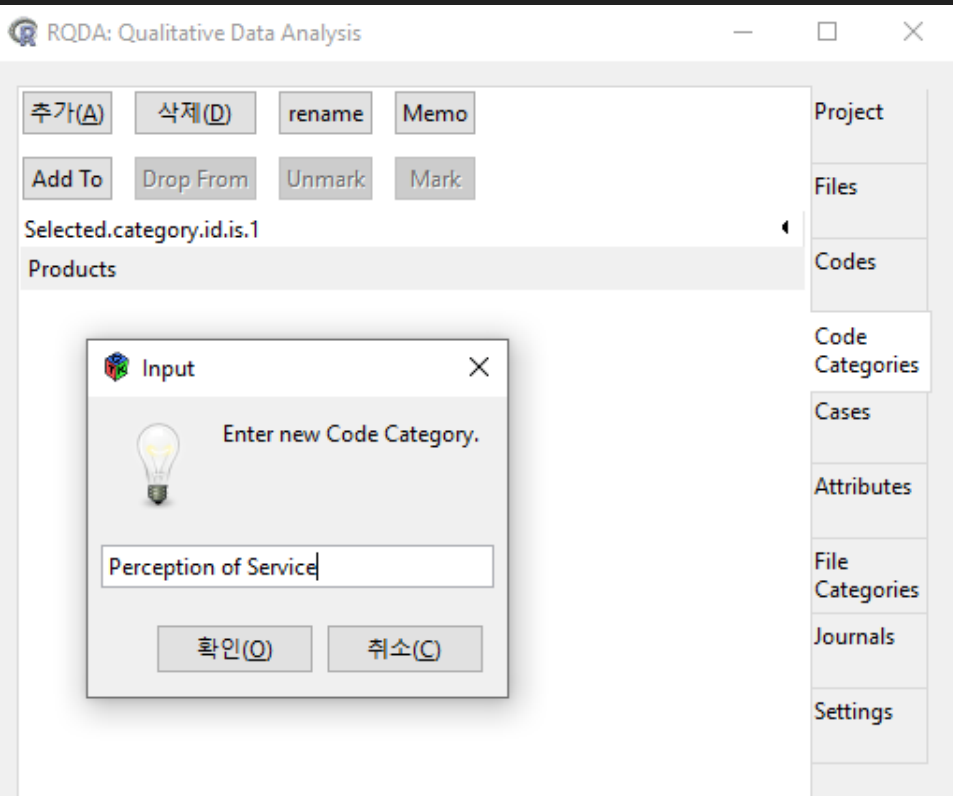 RQDA: Qualitative Data Analysis
추가(A) 삭제(D) rename Memo
Add To Drop From Unmark Mark
Selected.category.id.is.1
Products
Input
Enter new Code Category.
Perception of Service
확인(O) 취소(C)
Project
Files
Codes
Code
Categories
Cases
Attributes
File
Categories
Journals
Settings